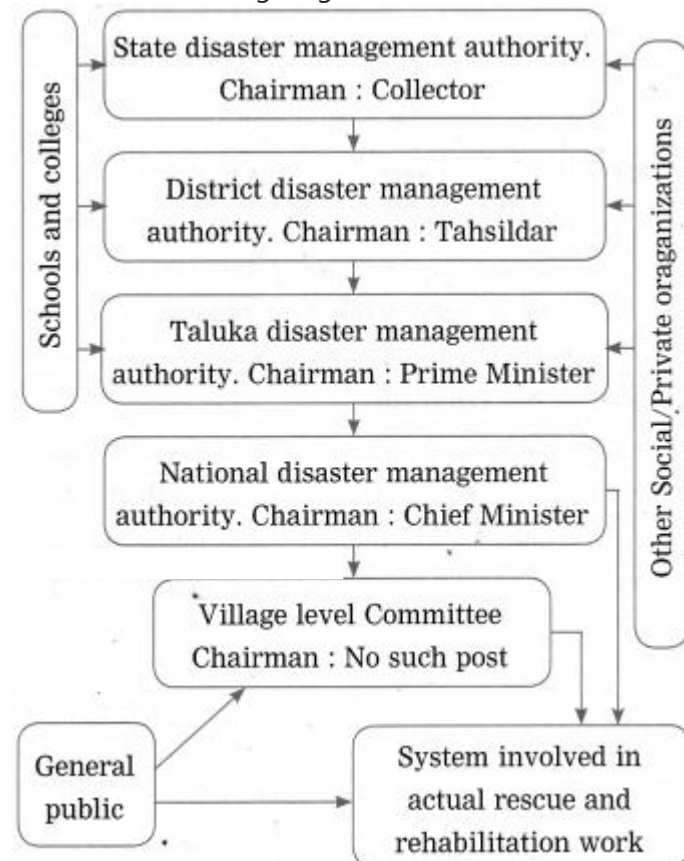 Schools and colleges
State disaster management authority.
Chairman : Collector
District disaster management
authority. Chairman : Tahsildar
Taluka disaster management
authority. Chairman : Prime Minister
National disaster management
authority. Chairman : Chief Minister
Village level Committee
Chairman : No such post
Other Social/Private oraganizations
General
public
System involved in
actual rescue and
rehabilitation work